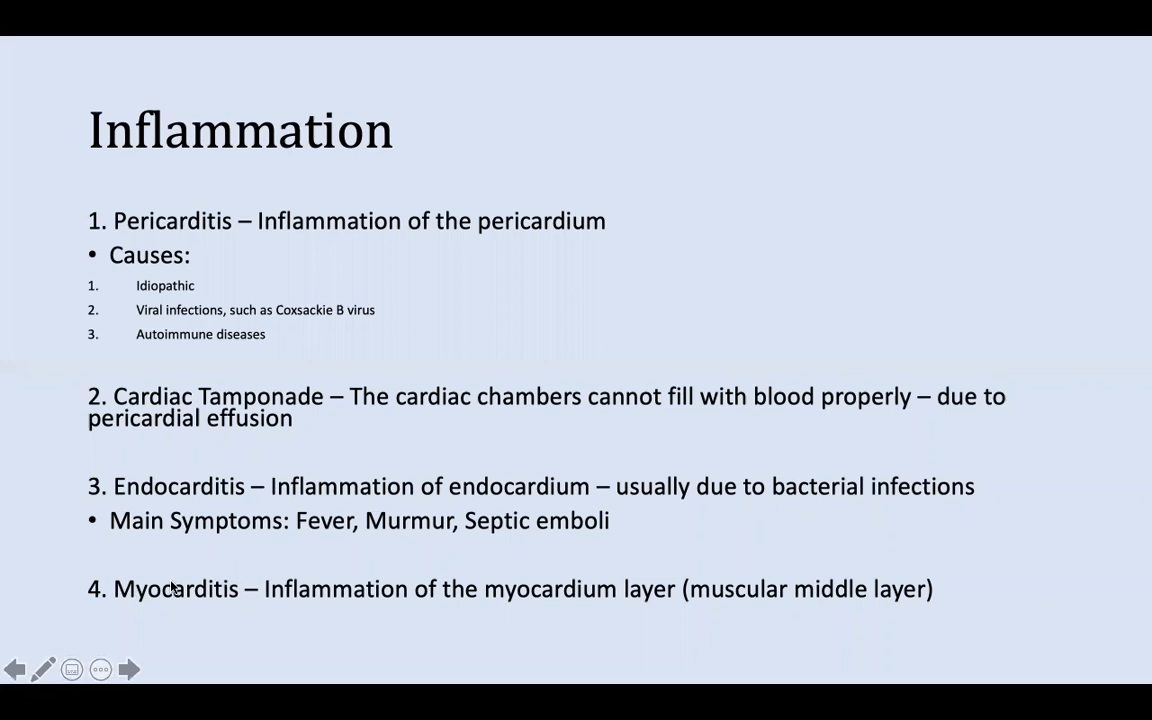 Inflammation
1. Pericarditis – Inflammation of the pericardium
• Causes:
1. Idiopathic
2. Viral infections, such as Coxsackie B virus
3. Autoimmune diseases
2. Cardiac Tamponade – The cardiac chambers cannot fill with blood properly – due to
pericardial effusion
3. Endocarditis – Inflammation of endocardium – usually due to bacterial infections
• Main Symptoms: Fever, Murmur, Septic emboli
4. Myocarditis – Inflammation of the myocardium layer (muscular middle layer)